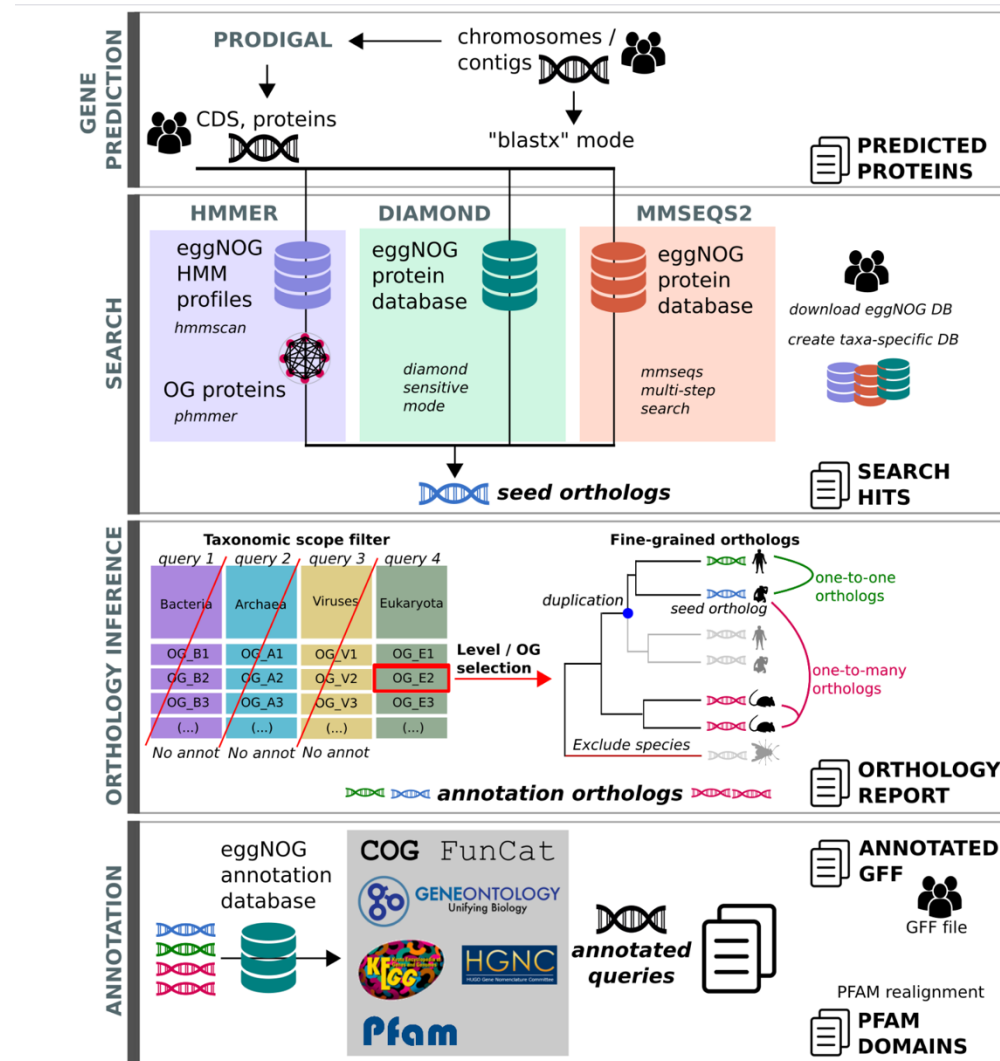 GENE
PREDICTION
PRODIGAL
chromosomes /
contigs
CDS, proteins
"blastx" mode
PREDICTED
PROTEINS
SEARCH
HMMER
DIAMOND
MMSEQS2
eggNOG
HMM
profiles
hmmscan
OG proteins
phmmer
eggNOG
protein
database
diamond
sensitive
mode
eggNOG
protein
database
mmseqs
multi-step
search
download eggNOG DB
create taxa-specific DB
seed orthologs
SEARCH
HITS
ORTHOLOGY INFERENCE
Taxonomic scope filter
query 1 query 2 query 3 query 4
Bacteria Archaea Viruses Eukaryota
OG_B1 OG_A1 OG_V1 OG_E1
OG_B2 OG_A2 OG_V2 OG_E2
OG_B3 OG_A3 OG_V3 OG_E3
(...) (...) (...) (...)
No annot No annot No annot
Level / OG
selection
Fine-grained orthologs
duplication
seed ortholog
one-to-one
orthologs
one-to-many
orthologs
Exclude species
annotation orthologs
ORTHOLOGY
REPORT
ANNOTATION
eggNOG
annotation
database
COG FunCat
GENEONTOLOGY
Unifying Biology
KEGG
HGNC
HUGO Gene Nomenclature Committee
Pfam
annotated
queries
ANNOTATED
GFF
GFF file
PFAM realignment
PFAM
DOMAINS